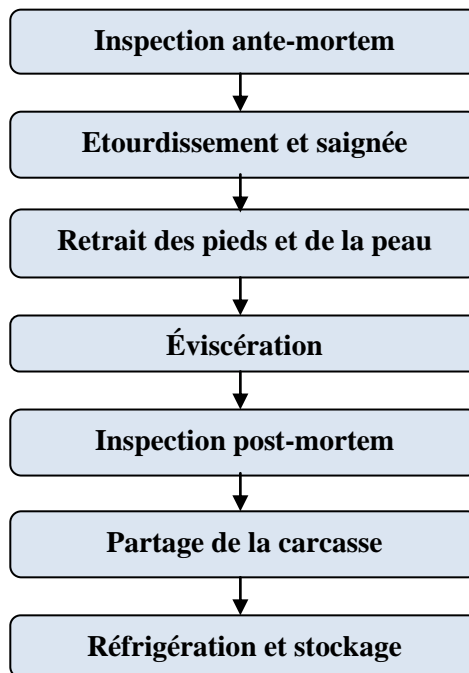 Inspection ante-mortem
Etourdissement et saignée
Retrait des pieds et de la peau
Éviscération
Inspection post-mortem
Partage de la carcasse
Réfrigération et stockage